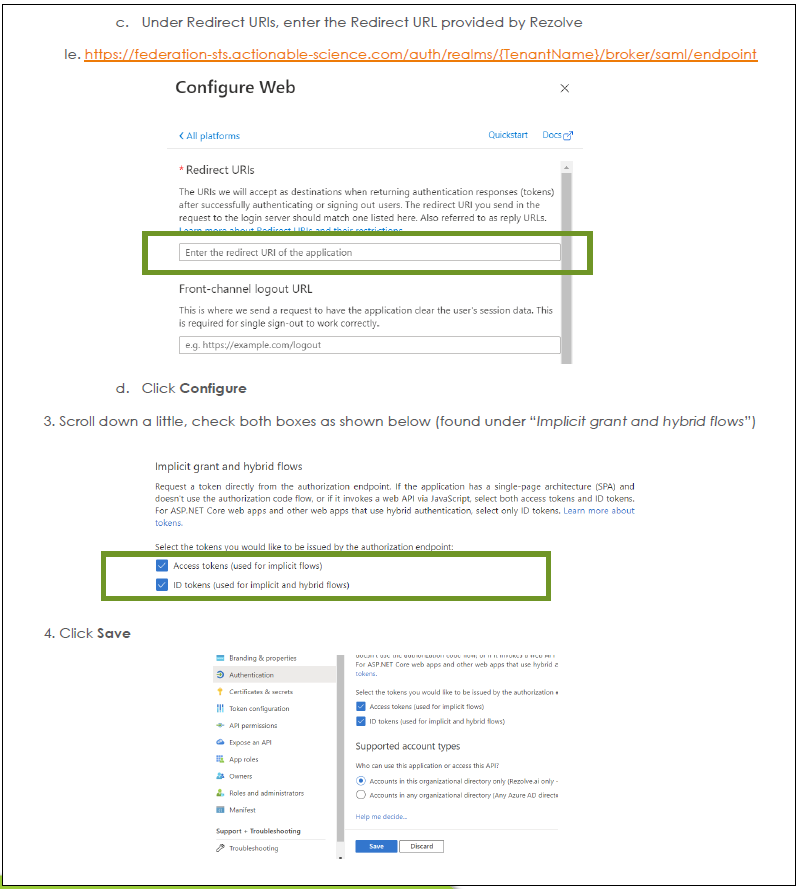 c. Under Redirect URIs, enter the Redirect URL provided by Rezolve
Ie. https://federation-sts.actionable-science.com/auth/realms/{TenantName}/broker/saml/endpoint
Configure Web
All platforms
Quickstart
Docs
* Redirect URIs
The URIs we will accept as destinations when returning authentication responses (tokens)
after successfully authenticating or signing out users. The redirect URI you send in the
request to the login server should match one listed here. Also referred to as reply URLs.
Learn more about Redirect URIs and their restrictions
Enter the redirect URI of the application
Front-channel logout URL
This is where we send a request to have the application clear the user's session data. This
is required for single sign-out to work correctly.
e.g. https://example.com/logout
d. Click Configure
3. Scroll down a little, check both boxes as shown below (found under “Implicit grant and hybrid flows”)
Implicit grant and hybrid flows
Request a token directly from the authorization endpoint. If the application has a single-page architecture (SPA) and
doesn't use the authorization code flow, or if it invokes a web API via JavaScript, select both access tokens and ID tokens.
For ASP.NET Core web apps and other web apps that use hybrid authentication, select only ID tokens. Learn more about
tokens.
Select the tokens you would like to be issued by the authorization endpoint:
Access tokens (used for implicit flows)
ID tokens (used for implicit and hybrid flows)
4. Click Save
Branding & properties
Authentication
Certificates & secrets
Token configuration
API permissions
Expose an API
App roles
Owners
Roles and administrators
Manifest
Support + Troubleshooting
Troubleshooting
doesn't use the authorization code flow, or if it invokes a web API
For ASP.NET Core web apps and other web apps that use hybrid a
tokens.
Select the tokens you would like to be issued by the authorization
Access tokens (used for implicit flows)
ID tokens (used for implicit and hybrid flows)
Supported account types
Who can use this application or access this API?
Accounts in this organizational directory only (Rezolve.ai only -
Accounts in any organizational directory (Any Azure AD directo
Help me decide...
Save
Discard